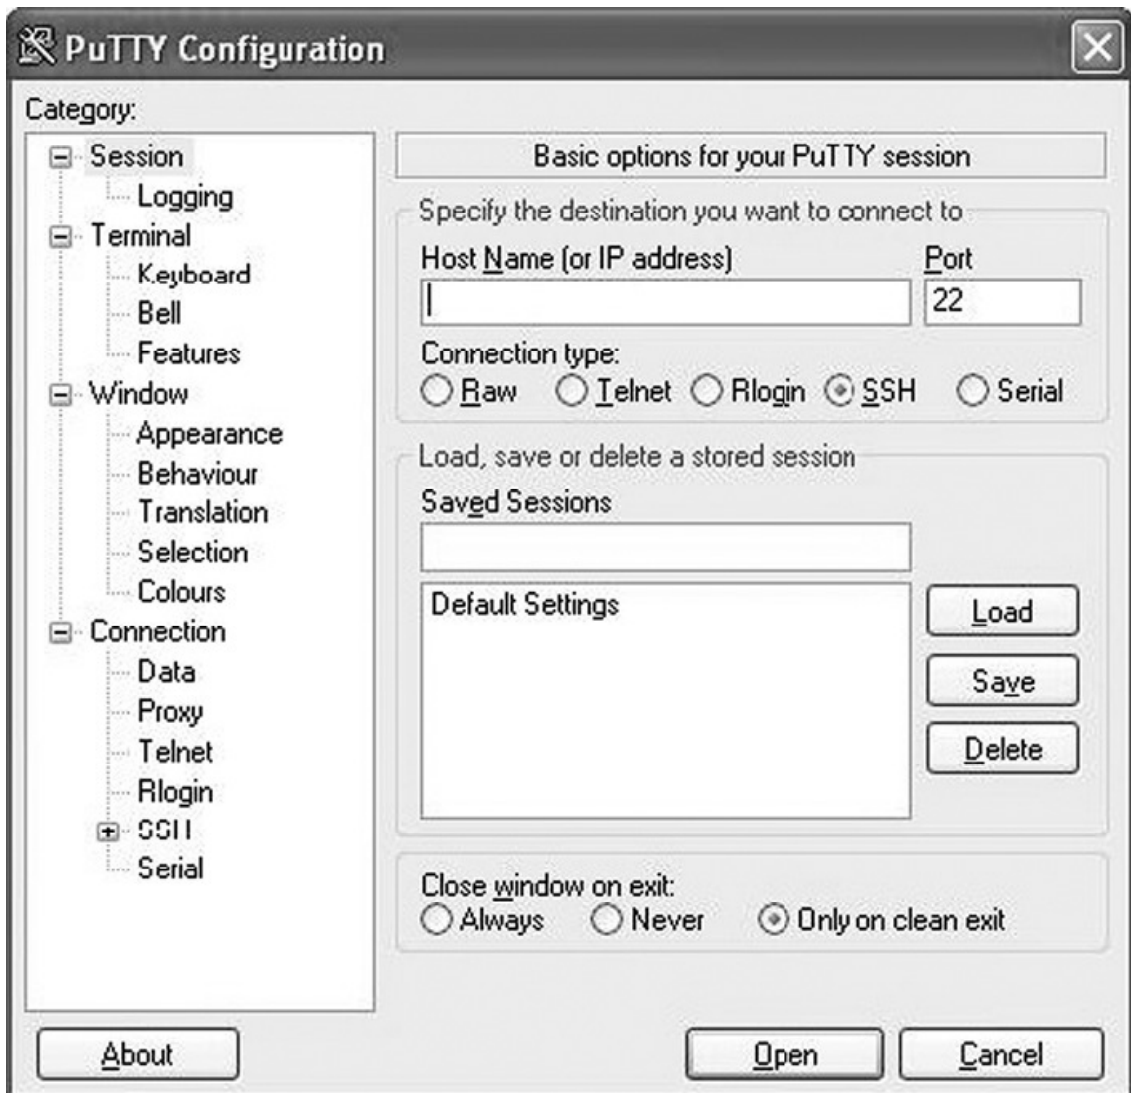 PuTTY Configuration
Category:
Session
Logging
Terminal
Keyboard
Bell
Features
Window
Appearance
Behaviour
Translation
Selection
Colours
Connection
Data
Proxy
Telnet
Rlogin
SSH
Serial
Basic options for your PuTTY session
Specify the destination you want to connect to
Host Name (or IP address) Port
22
Connection type:
Raw Telnet Rlogin SSH Serial
Load, save or delete a stored session
Saved Sessions
Default Settings
Load
Save
Delete
Close window on exit:
Always Never Only on clean exit
About Open Cancel